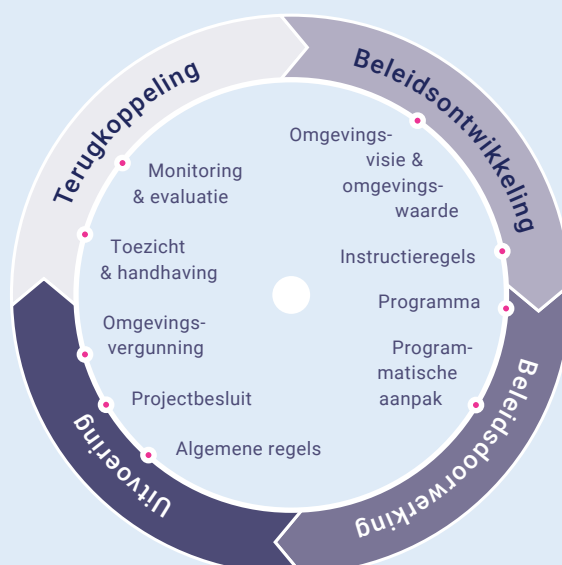 Beleidsontwikkeling
Omgevings-
visie &
omgevings-
waarde
Instructieregels
Beleidsdoorwerking
Programma
Program-
matische
aanpak
Uitvoering
Algemene regels
Projectbesluit
Omgevings-
vergunning
Terugkoppeling
Toezicht
& handhaving
Monitoring
& evaluatie